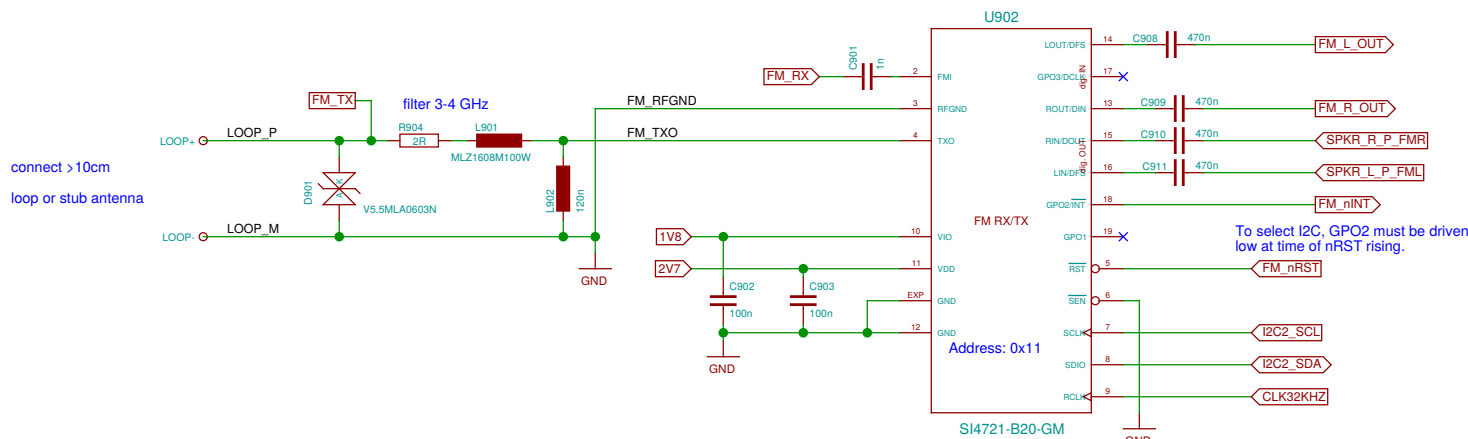 U902
C901
1n
FM_RX
2
FMI
LOUT/DFS
14
C908
470n
FM_L_OUT
GPO3/DCLK
17
dig. IN
FM_TX
filter 3-4 GHz
FM_RFGND
3
RFGND
ROUT/DIN
13
C909
470n
FM_R_OUT
LOOP+
LOOP_P
R904
2R
L901
MLZ1608M100W
FM_TXO
4
TXO
RIN/DOUT
15
C910
470n
SPKR_R_P_FMR
dig. OUT
connect >10cm
loop or stub antenna
D901
A
K
V5.5MLA0603N
L902
120n
LIN/DFS
16
C911
470n
SPKR_L_P_FML
GPO2/INT
18
FM_nINT
FM RX/TX
LOOP-
LOOP_M
GND
1V8
10
VIO
GPO1
19
To select I2C, GPO2 must be driven
low at time of nRST rising.
2V7
11
VDD
RST
5
FM_nRST
C902
100n
C903
100n
EXP
GND
SEN
6
12
GND
SCLK
7
I2C2_SCL
GND
Address: 0x11
SDIO
8
I2C2_SDA
RCLK
9
CLK32KHZ
SI4721-B20-GM
GND